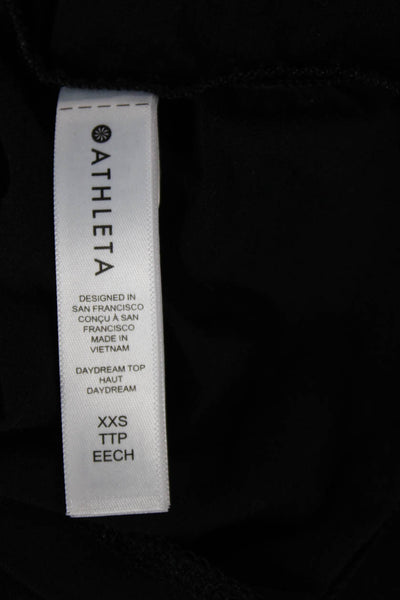 ATHLETA
DESIGNED IN
SAN FRANCISCO
CONÇU À SAN
FRANCISCO
MADE IN
VIETNAM
DAYDREAM TOP
HAUT
DAYDREAM
XXS
TTP
EECH